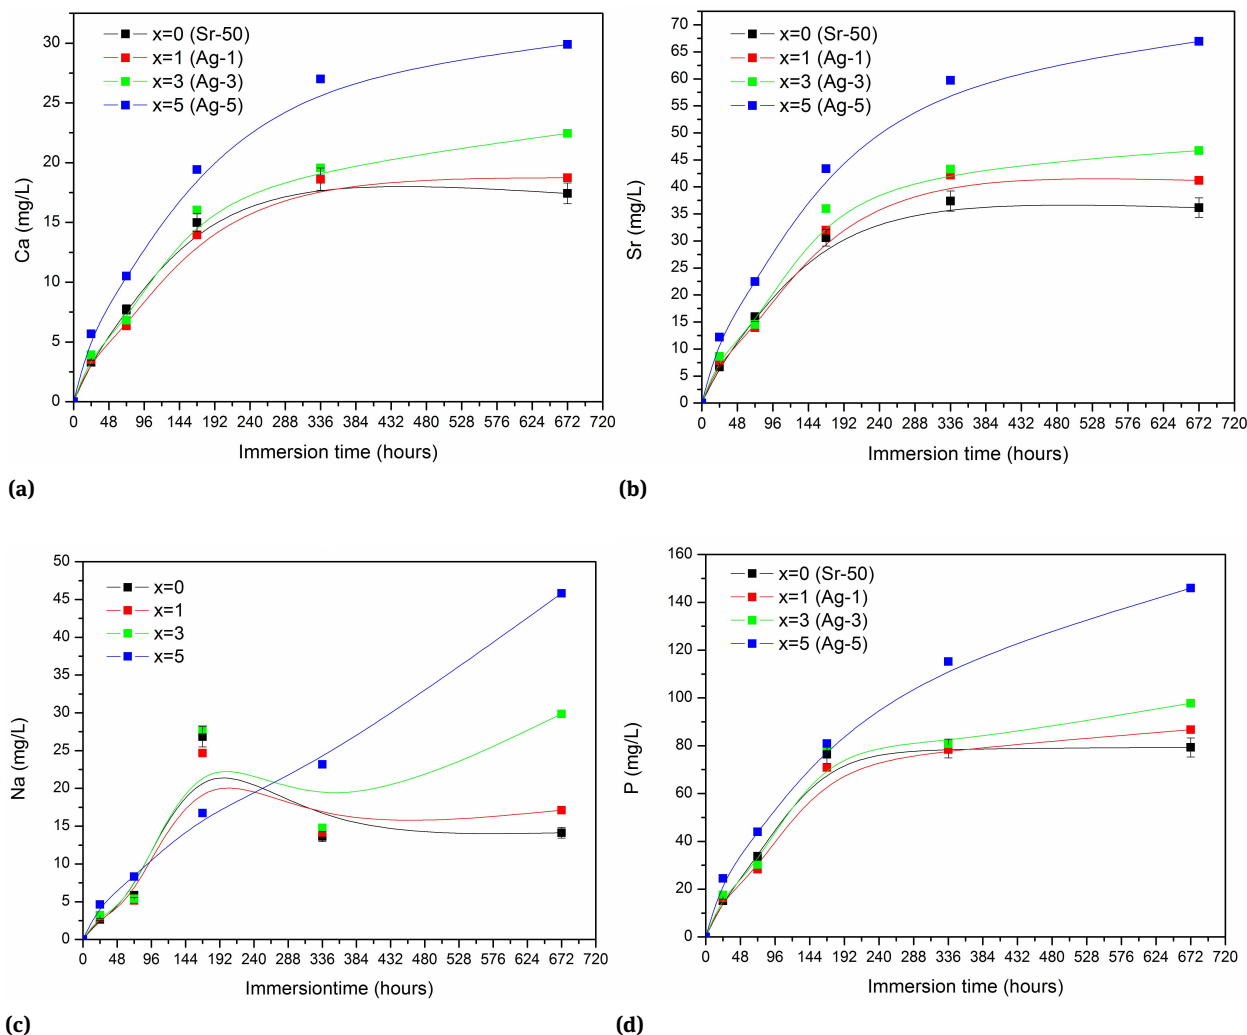 x=0 (Sr-50)
x=1 (Ag-1)
x=3 (Ag-3)
x=5 (Ag-5)
Ca (mg/L)
30
25
20
15
10
5
0
0 48 96 144 192 240 288 336 384 432 480 528 576 624 672 720
Immersion time (hours)
(a)
x=0 (Sr-50)
x=1 (Ag-1)
x=3 (Ag-3)
x=5 (Ag-5)
Sr (mg/L)
70
65
60
55
50
45
40
35
30
25
20
15
10
5
0
0 48 96 144 192 240 288 336 384 432 480 528 576 624 672 720
Immersion time (hours)
(b)
x=0
x=1
x=3
x=5
Na (mg/L)
50
45
40
35
30
25
20
15
10
5
0
0 48 96 144 192 240 288 336 384 432 480 528 576 624 672 720
Immersiontime (hours)
(c)
x=0 (Sr-50)
x=1 (Ag-1)
x=3 (Ag-3)
x=5 (Ag-5)
P (mg/L)
160
140
120
100
80
60
40
20
0
0 48 96 144 192 240 288 336 384 432 480 528 576 624 672 720
Immersion time (hours)
(d)